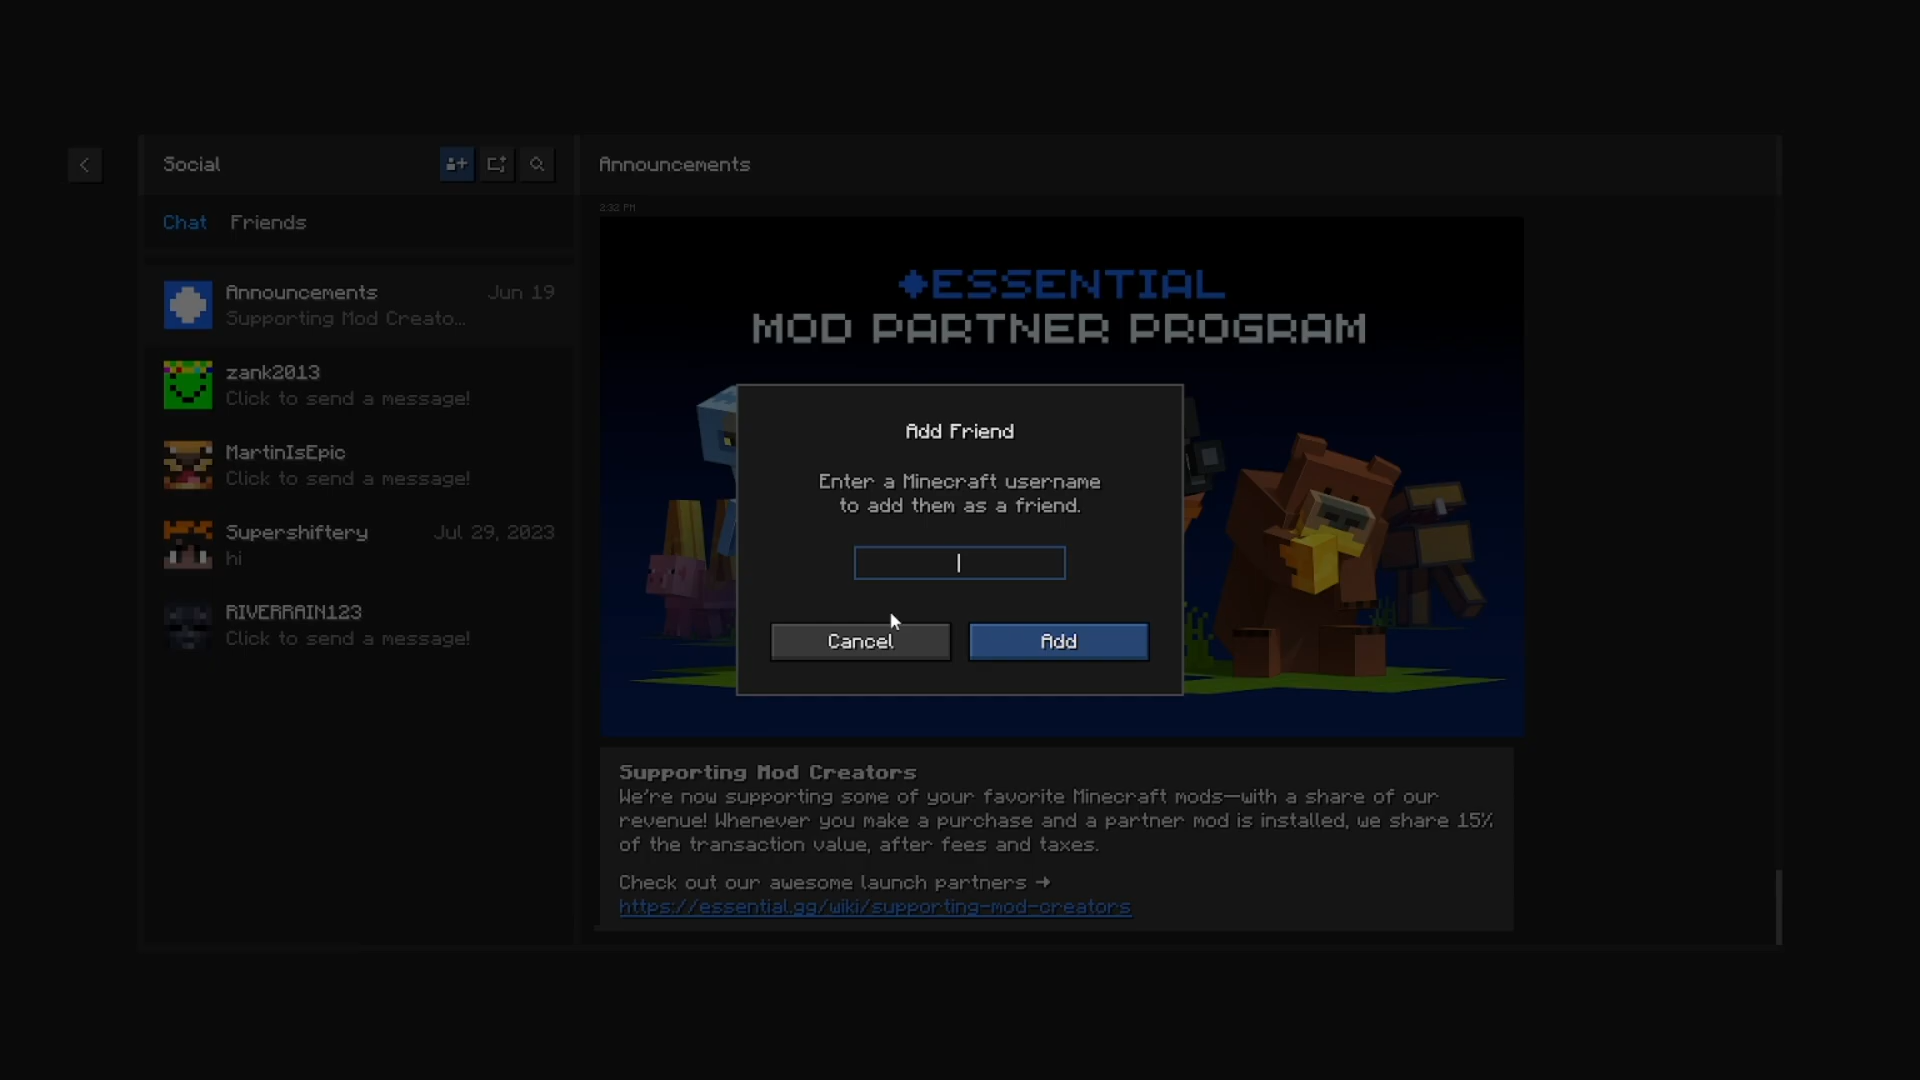 Social
Chat Friends
Announcements Jun 19
Supporting Mod Creato...
zank2013
Click to send a message!
MartinIsEpic
Click to send a message!
Supershiftery Jul 29, 2023
hi
RIVERRAIN123
Click to send a message!
Announcements
2:32 PM
ESSENTIAL
MOD PARTNER PROGRAM
Add Friend
Enter a Minecraft username
to add them as a friend.
Cancel Add
Supporting Mod Creators
We're now supporting some of your favorite Minecraft mods—with a share of our
revenue! Whenever you make a purchase and a partner mod is installed, we share 15%
of the transaction value, after fees and taxes.
Check out our awesome launch partners →
https://essential.gg/wiki/supporting-mod-creators